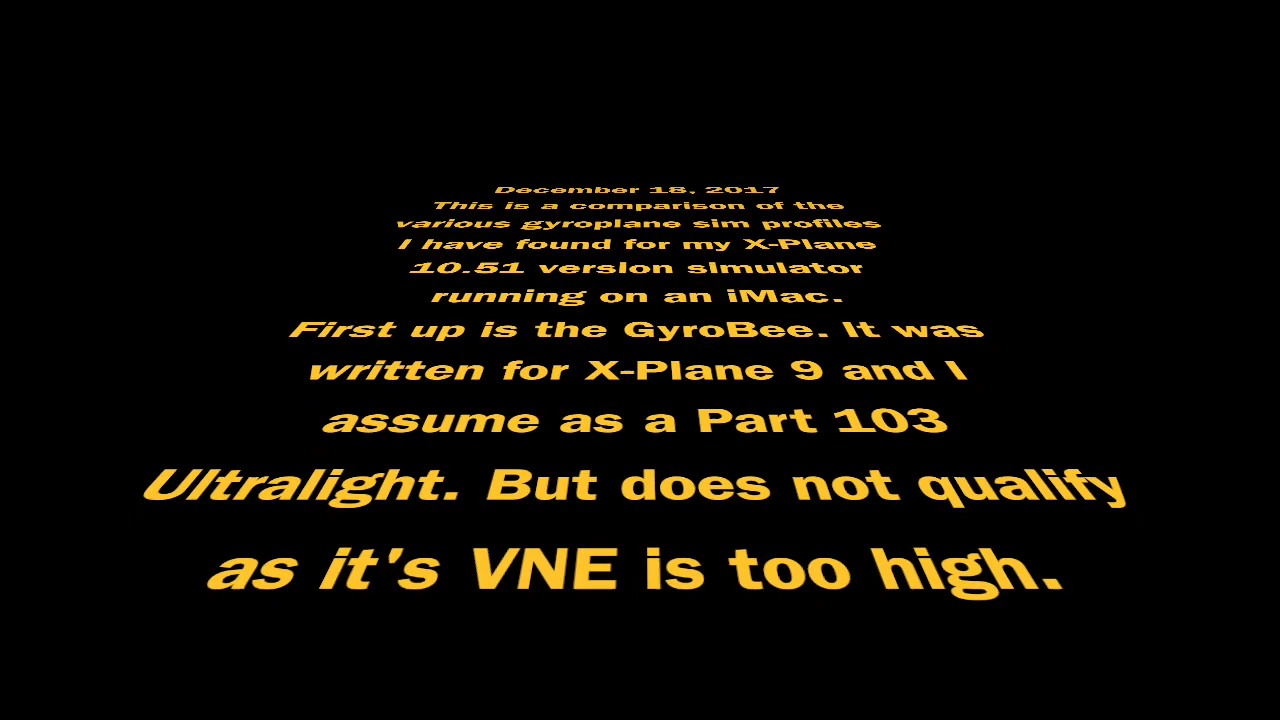 December 18, 2017
This is a comparison of the
various gyroplane sim profiles
I have found for my X-Plane
10.51 version simulator
running on an iMac.
First up is the GyroBee. It was
written for X-Plane 9 and I
assume as a Part 103
Ultralight. But does not qualify
as it's VNE is too high.